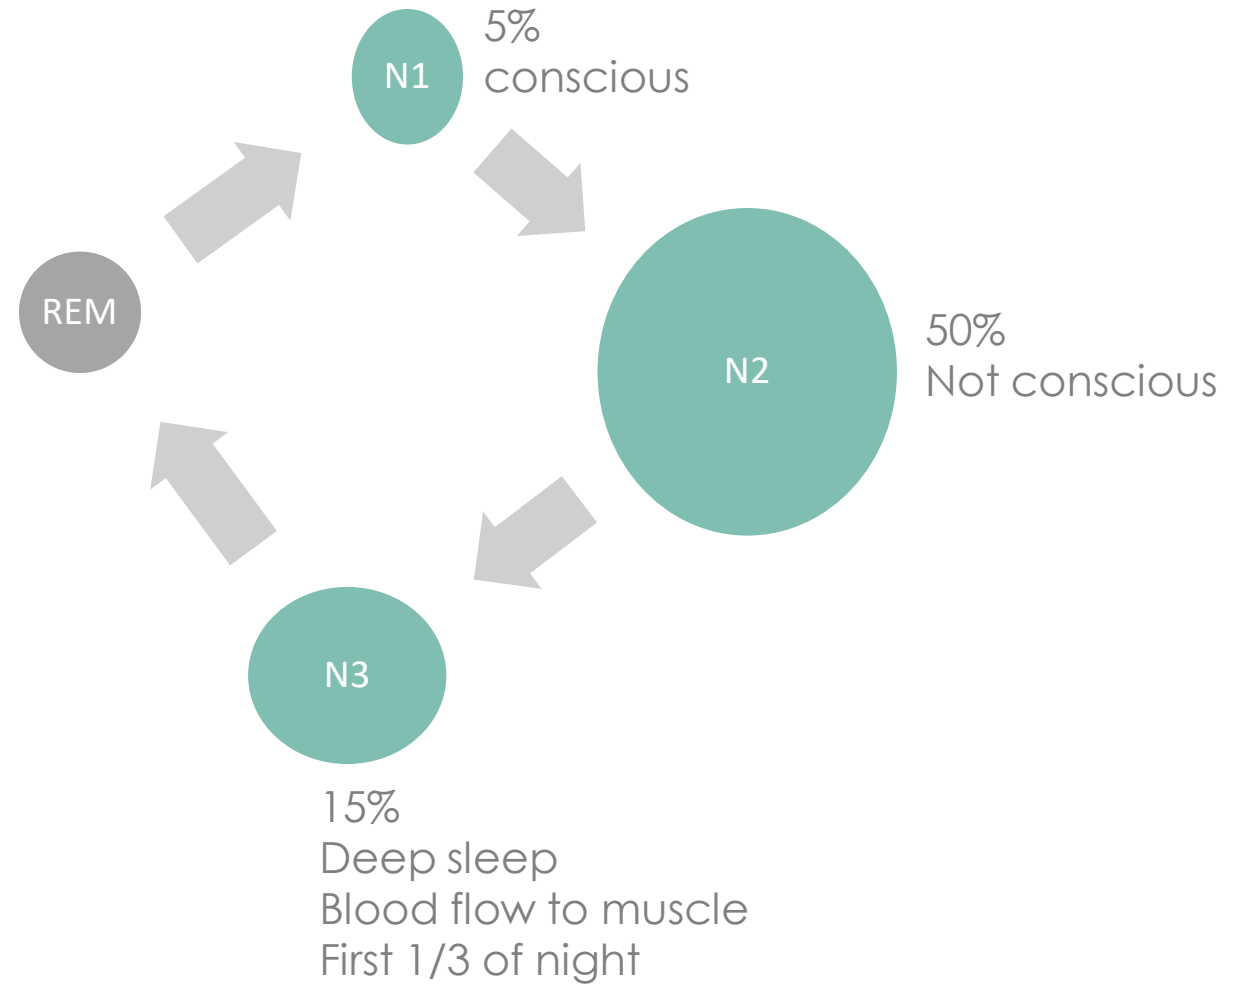 N1
5%
conscious
REM
N2
50%
Not conscious
N3
15%
Deep sleep
Blood flow to muscle
First 1/3 of night